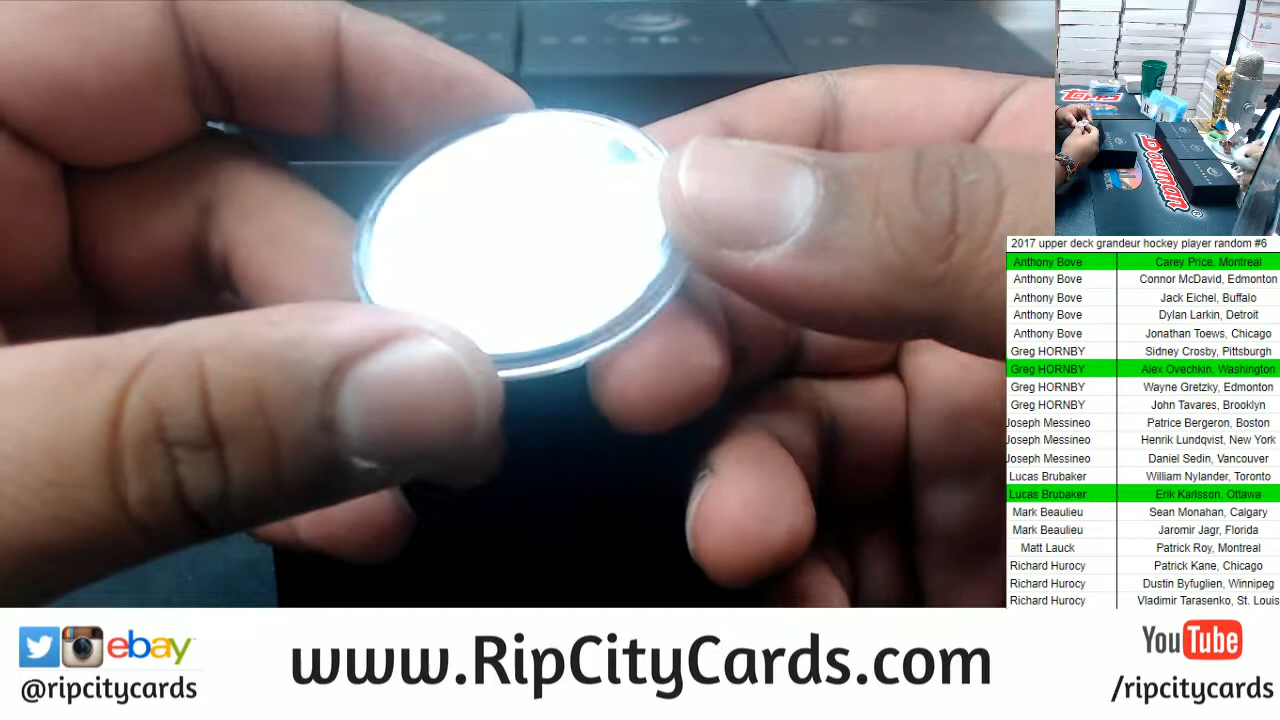 TOPPS
Bowman
®
2017 upper deck grandeur hockey player random #6
Anthony Bove Carey Price, Montreal
Anthony Bove Connor McDavid, Edmonton
Anthony Bove Jack Eichel, Buffalo
Anthony Bove Dylan Larkin, Detroit
Anthony Bove Jonathan Toews, Chicago
Greg HORNBY Sidney Crosby, Pittsburgh
Greg HORNBY Alex Ovechkin, Washington
Greg HORNBY Wayne Gretzky, Edmonton
Greg HORNBY John Tavares, Brooklyn
Joseph Messineo Patrice Bergeron, Boston
Joseph Messineo Henrik Lundqvist, New York
Joseph Messineo Daniel Sedin, Vancouver
Lucas Brubaker William Nylander, Toronto
Lucas Brubaker Erik Karlsson, Ottawa
Mark Beaulieu Sean Monahan, Calgary
Mark Beaulieu Jaromir Jagr, Florida
Matt Lauck Patrick Roy, Montreal
Richard Hurocy Patrick Kane, Chicago
Richard Hurocy Dustin Byfuglien, Winnipeg
Richard Hurocy Vladimir Tarasenko, St. Louis
ebay
@ripcitycards
www.RipCityCards.com
YouTube
/ripcitycards